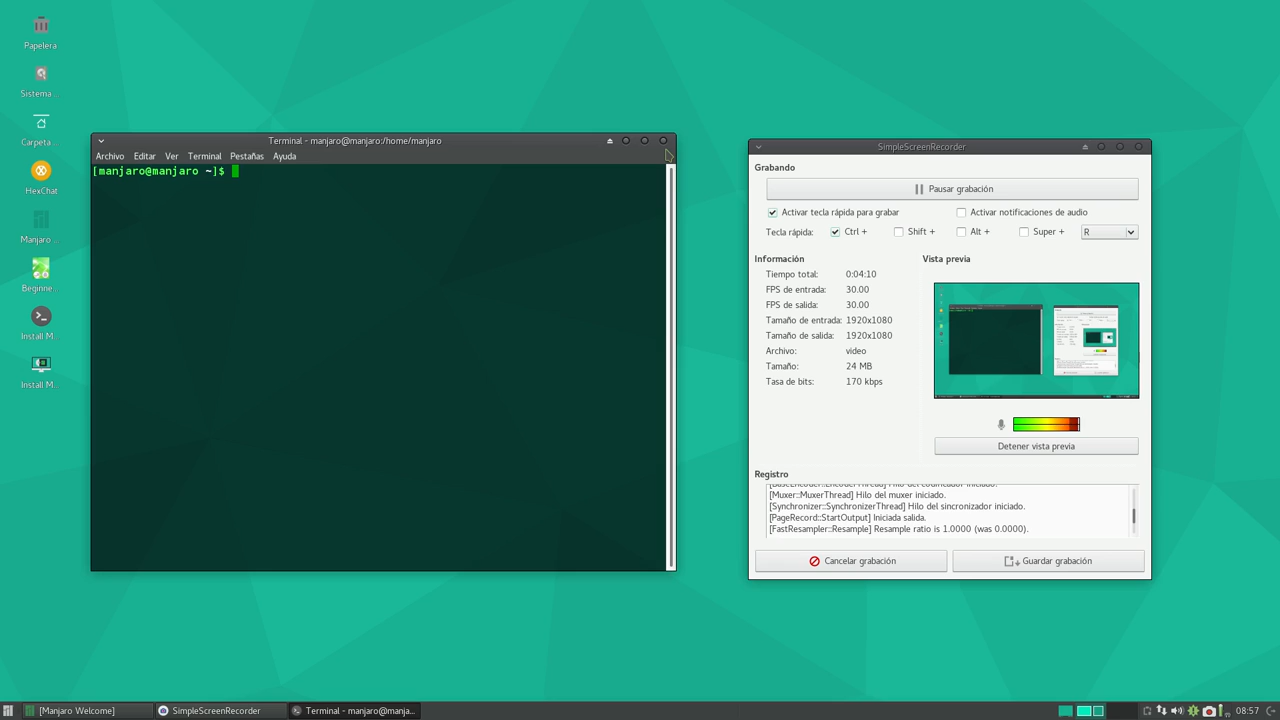 Papelera
Sistema ...
Carpeta ...
HexChat
Manjaro ...
Beginne...
Install M...
Install M...
Terminal - manjaro@manjaro:/home/manjaro
Archivo Editar Ver Terminal Pestañas Ayuda
[manjaro@manjaro ~]$
SimpleScreenRecorder
Grabando
Pausar grabación
Activar tecla rápida para grabar
Activar notificaciones de audio
Tecla rápida: Ctrl + Shift + Alt + Super + R
Información
Tiempo total: 0:04:10
FPS de entrada: 30.00
FPS de salida: 30.00
Tamaño de entrada: 1920x1080
Tamaño de salida: 1920x1080
Archivo: video
Tamaño: 24 MB
Tasa de bits: 170 kbps
Vista previa
Detener vista previa
Registro
[BaseEncoder::EncoderThread] Hilo del codificador iniciado.
[Muxer::MuxerThread] Hilo del muxer iniciado.
[Synchronizer::SynchronizerThread] Hilo del sincronizador iniciado.
[PageRecord::StartOutput] Iniciada salida.
[FastResampler::Resample] Resample ratio is 1.0000 (was 0.0000).
Cancelar grabación
Guardar grabación
[Manjaro Welcome]
SimpleScreenRecorder
Terminal - manjaro@manja...
08:57